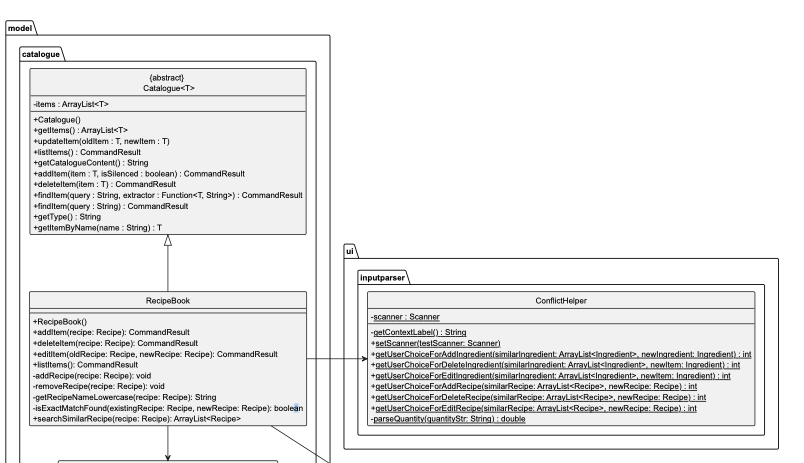 model
catalogue
{abstract}
Catalogue<T>
-items : ArrayList<T>
+Catalogue()
+getItems() : ArrayList<T>
+updateItem(oldItem : T, newItem : T)
+listItems() : CommandResult
+getCatalogueContent() : String
+addItem(item : T, isSilenced : boolean) : CommandResult
+deleteItem(item : T) : CommandResult
+findItem(query : String, extractor : Function<T, String>) : CommandResult
+findItem(query : String) : CommandResult
+getType() : String
+getItemByName(name : String) : T
RecipeBook
+RecipeBook()
+addItem(recipe: Recipe): CommandResult
+deleteItem(recipe: Recipe): CommandResult
+editItem(oldRecipe: Recipe, newRecipe: Recipe): CommandResult
+listItems(): CommandResult
-addRecipe(recipe: Recipe): void
-removeRecipe(recipe: Recipe): void
-getRecipeNameLowercase(recipe: Recipe): String
-isExactMatchFound(existingRecipe: Recipe, newRecipe: Recipe): boolean
+searchSimilarRecipe(recipe: Recipe): ArrayList<Recipe>
ui
inputparser
ConflictHelper
-scanner : Scanner
-getContextLabel() : String
+setScanner(testScanner: Scanner)
+getUserChoiceForAddIngredient(similarIngredient: ArrayList<Ingredient>, newIngredient: Ingredient) : int
+getUserChoiceForDeleteIngredient(similarIngredient: ArrayList<Ingredient>, newItem: Ingredient) : int
+getUserChoiceForEditIngredient(similarIngredient: ArrayList<Ingredient>, newItem: Ingredient) : int
+getUserChoiceForAddRecipe(similarRecipe: ArrayList<Recipe>, newRecipe: Recipe) : int
+getUserChoiceForDeleteRecipe(similarRecipe: ArrayList<Recipe>, newRecipe: Recipe) : int
+getUserChoiceForEditRecipe(similarRecipe: ArrayList<Recipe>, newRecipe: Recipe) : int
-parseQuantity(quantityStr: String) : double